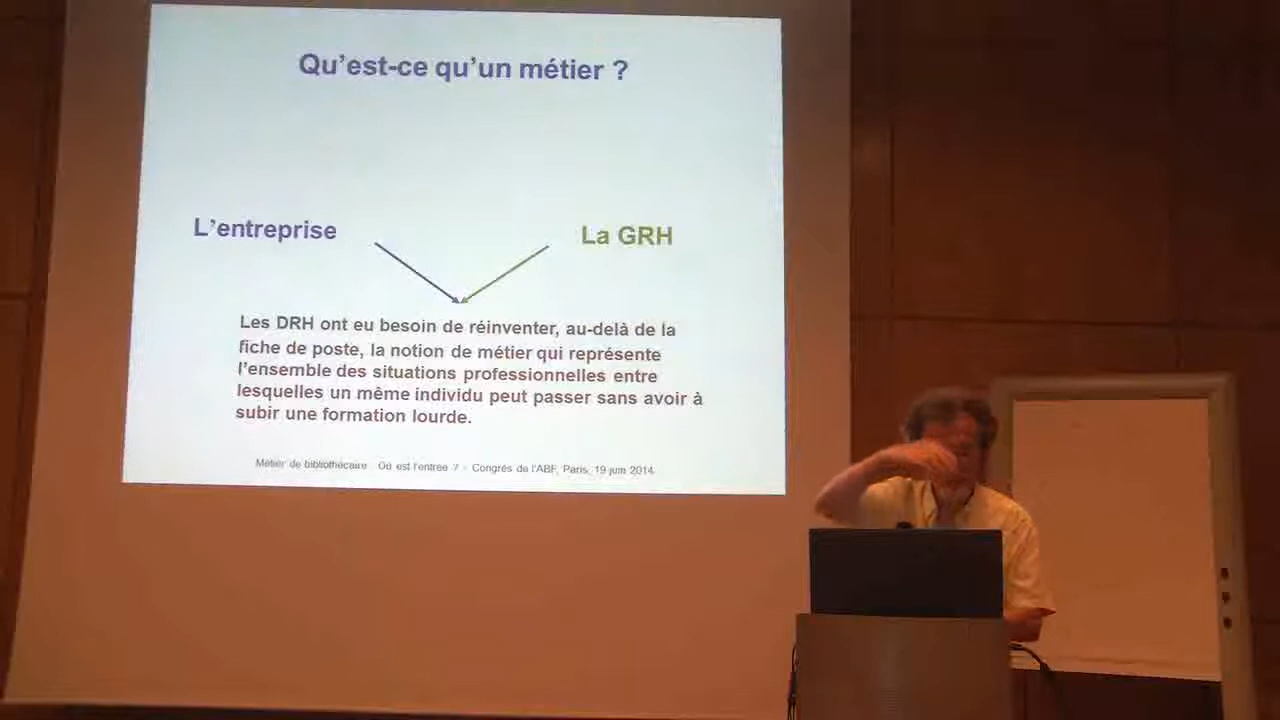 Qu'est-ce qu'un métier ?
L'entreprise
La GRH
Les DRH ont eu besoin de réinventer, au-delà de la
fiche de poste, la notion de métier qui représente
l'ensemble des situations professionnelles entre
lesquelles un même individu peut passer sans avoir à
subir une formation lourde.
Métier de bibliothécaire Où est l'entrée ? - Congrès de l'ABF, Paris, 19 juin 2014